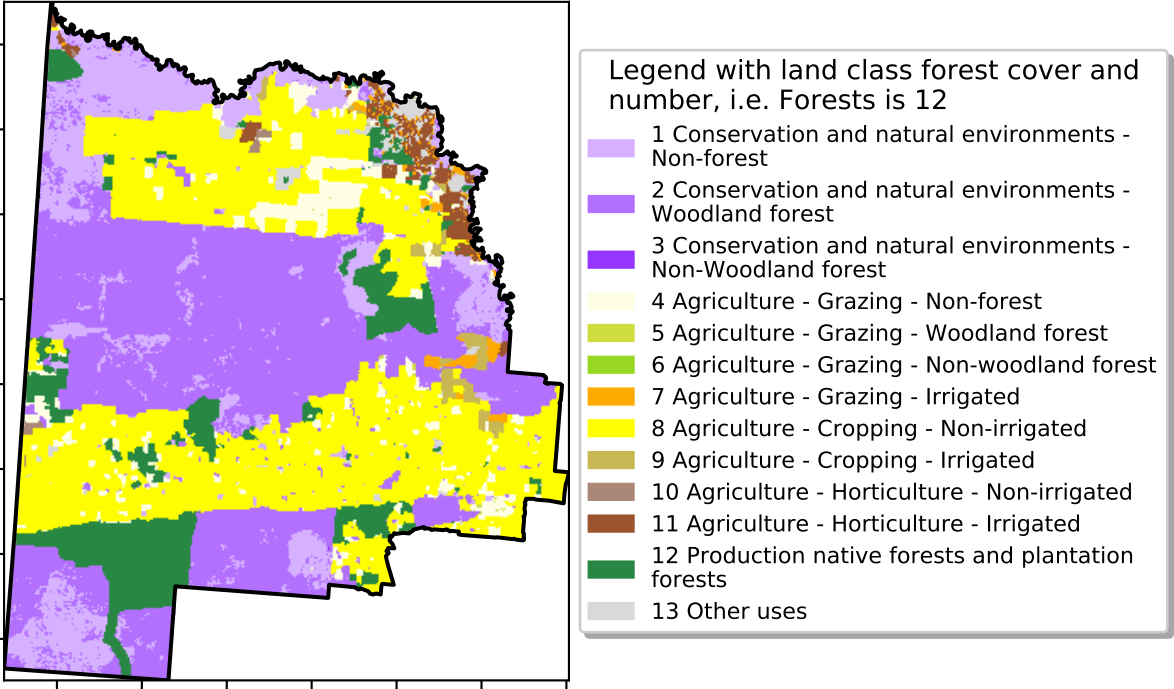 Legend with land class forest cover and
number, i.e. Forests is 12
1 Conservation and natural environments -
Non-forest
2 Conservation and natural environments -
Woodland forest
3 Conservation and natural environments -
Non-Woodland forest
4 Agriculture - Grazing - Non-forest
5 Agriculture - Grazing - Woodland forest
6 Agriculture - Grazing - Non-woodland forest
7 Agriculture - Grazing - Irrigated
8 Agriculture - Cropping - Non-irrigated
9 Agriculture - Cropping - Irrigated
10 Agriculture - Horticulture - Non-irrigated
11 Agriculture - Horticulture - Irrigated
12 Production native forests and plantation
forests
13 Other uses